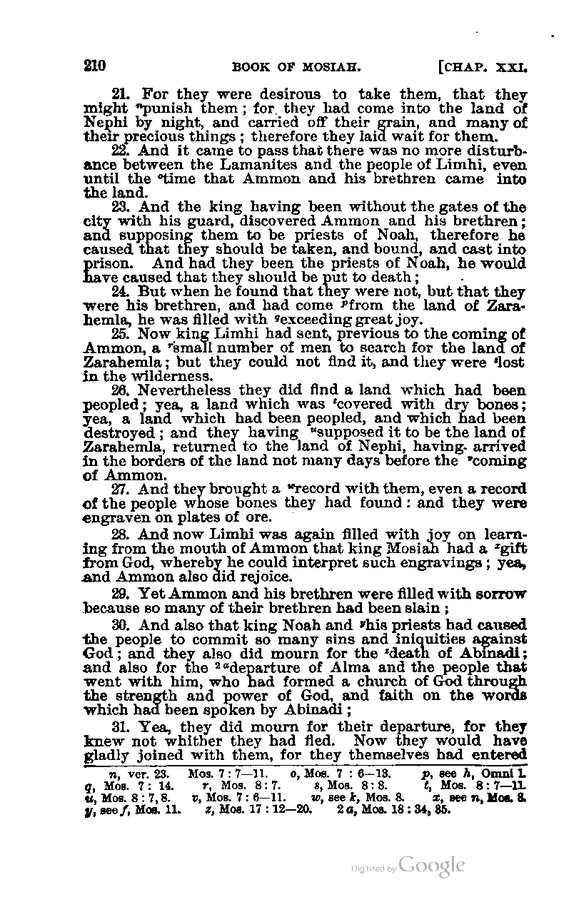 210 BOOK OF MOSIAH. [CHAP. XXI.
21. For they were desirous to take them, that they
might ⁿpunish them ; for they had come into the land of
Nephi by night, and carried off their grain, and many of
their precious things ; therefore they laid wait for them.
22. And it came to pass that there was no more disturb-
ance between the Lamanites and the people of Limhi, even
until the ᵒtime that Ammon and his brethren came into
the land.
23. And the king having been without the gates of the
city with his guard, discovered Ammon and his brethren ;
and supposing them to be priests of Noah, therefore he
caused that they should be taken, and bound, and cast into
prison. And had they been the priests of Noah, he would
have caused that they should be put to death ;
24. But when he found that they were not, but that they
were his brethren, and had come ᵖfrom the land of Zara-
hemla, he was filled with qexceeding great joy.
25. Now king Limhi had sent, previous to the coming of
Ammon, a ʳsmall number of men to search for the land of
Zarahemla ; but they could not find it, and they were ˢlost
in the wilderness.
26. Nevertheless they did find a land which had been
peopled ; yea, a land which was ᵗcovered with dry bones ;
yea, a land which had been peopled, and which had been
destroyed ; and they having ᵘsupposed it to be the land of
Zarahemla, returned to the land of Nephi, having- arrived
in the borders of the land not many days before the ᵛcoming
of Ammon.
27. And they brought a ʷrecord with them, even a record
of the people whose bones they had found : and they were
engraven on plates of ore.
28. And now Limhi was again filled with joy on learn-
ing from the mouth of Ammon that king Mosiah had a ˣgift
from God, whereby he could interpret such engravings ; yea,
and Ammon also did rejoice.
29. Yet Ammon and his brethren were filled with sorrow
because so many of their brethren had been slain ;
30. And also that king Noah and ʸhis priests had caused
the people to commit so many sins and iniquities against
God ; and they also did mourn for the ᶻdeath of Abinadi ;
and also for the ²ᵃdeparture of Alma and the people that
went with him, who had formed a church of God through
the strength and power of God, and faith on the words
which had been spoken by Abinadi ;
31. Yea, they did mourn for their departure, for they
knew not whither they had fled. Now they would have
gladly joined with them, for they themselves had entered
n, ver. 23. Mos. 7 : 7—11. o, Mos. 7 : 6—13. p, see h, Omni 1.
q, Mos. 7 : 14. r, Mos. 8 : 7. s, Mos. 8 : 8. t, Mos. 8 : 7—11.
u, Mos. 8 : 7, 8. v, Mos. 7 : 6—11. w, see k, Mos. 8. x, see n, Mos. 8.
y, see f, Mos. 11. z, Mos. 17 : 12—20. 2 a, Mos. 18 : 34, 35.
Digitized by Google